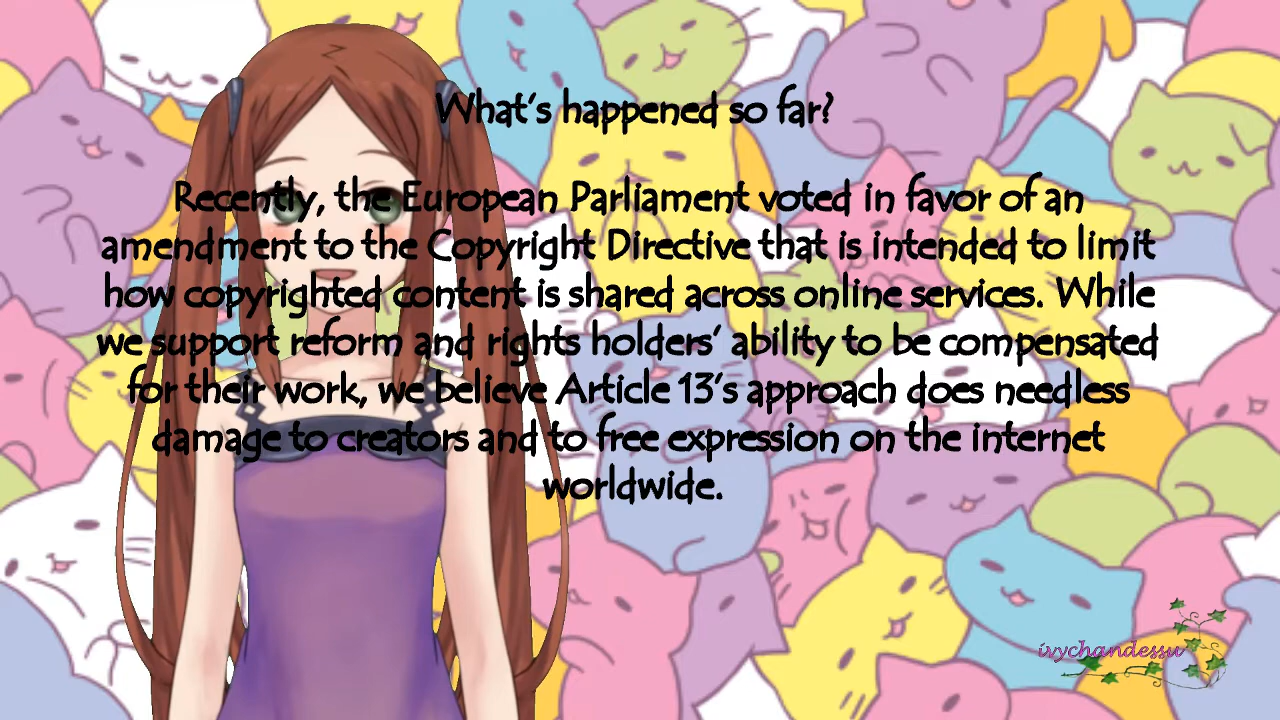 What's happened so far?
Recently, the European Parliament voted in favor of an
amendment to the Copyright Directive that is intended to limit
how copyrighted content is shared across online services. While
we support reform and rights holders' ability to be compensated
for their work, we believe Article 13's approach does needless
damage to creators and to free expression on the internet
worldwide.
ivychandessu